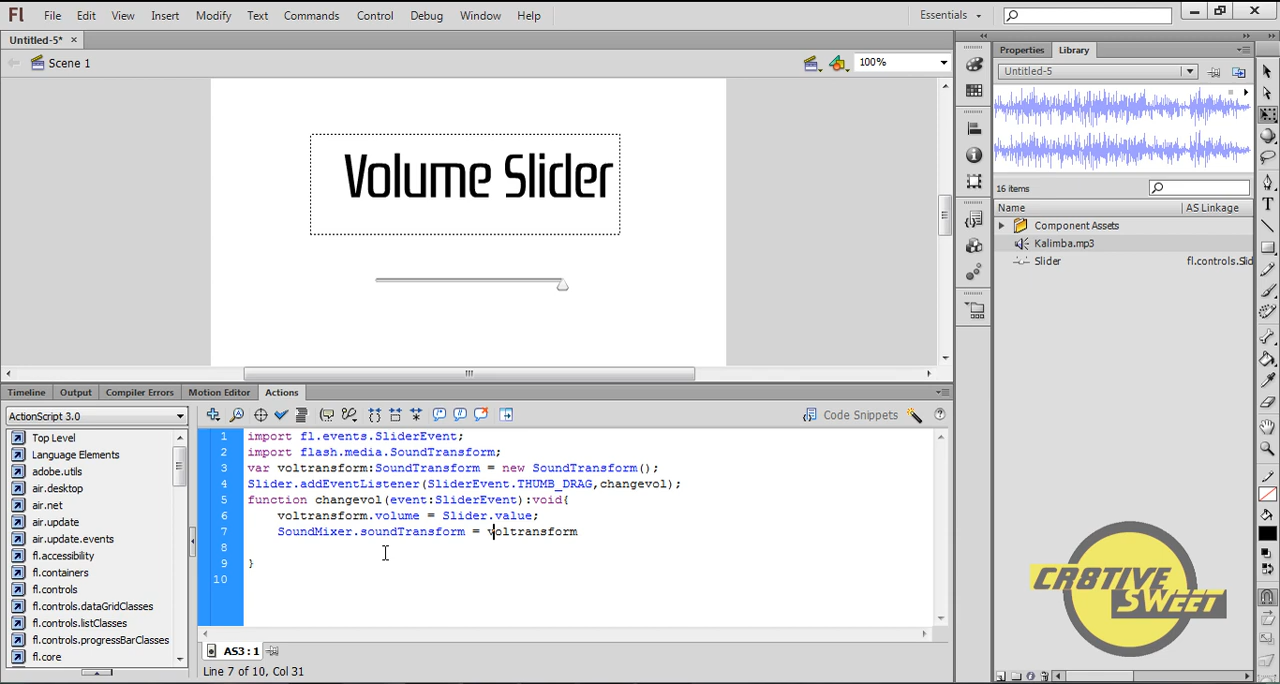 Fl File Edit View Insert Modify Text Commands Control Debug Window Help Essentials
Untitled-5* ×
Scene 1
100%
Properties Library
Untitled-5
Volume Slider
16 items
Name AS Linkage
Component Assets
Kalimba.mp3
Slider fl.controls.Slid
Timeline Output Compiler Errors Motion Editor Actions
ActionScript 3.0
Code Snippets
Top Level
Language Elements
adobe.utils
air.desktop
air.net
air.update
air.update.events
fl.accessibility
fl.containers
fl.controls
fl.controls.dataGridClasses
fl.controls.listClasses
fl.controls.progressBarClasses
fl.core
1 import fl.events.SliderEvent;
2 import flash.media.SoundTransform;
3 var voltransform:SoundTransform = new SoundTransform();
4 Slider.addEventListener(SliderEvent.THUMB_DRAG,changevol);
5 function changevol(event:SliderEvent):void{
6 voltransform.volume = Slider.value;
7 SoundMixer.soundTransform = voltransform
8
9 }
10
AS3:1
Line 7 of 10, Col 31
CR8TIVE
SWEET